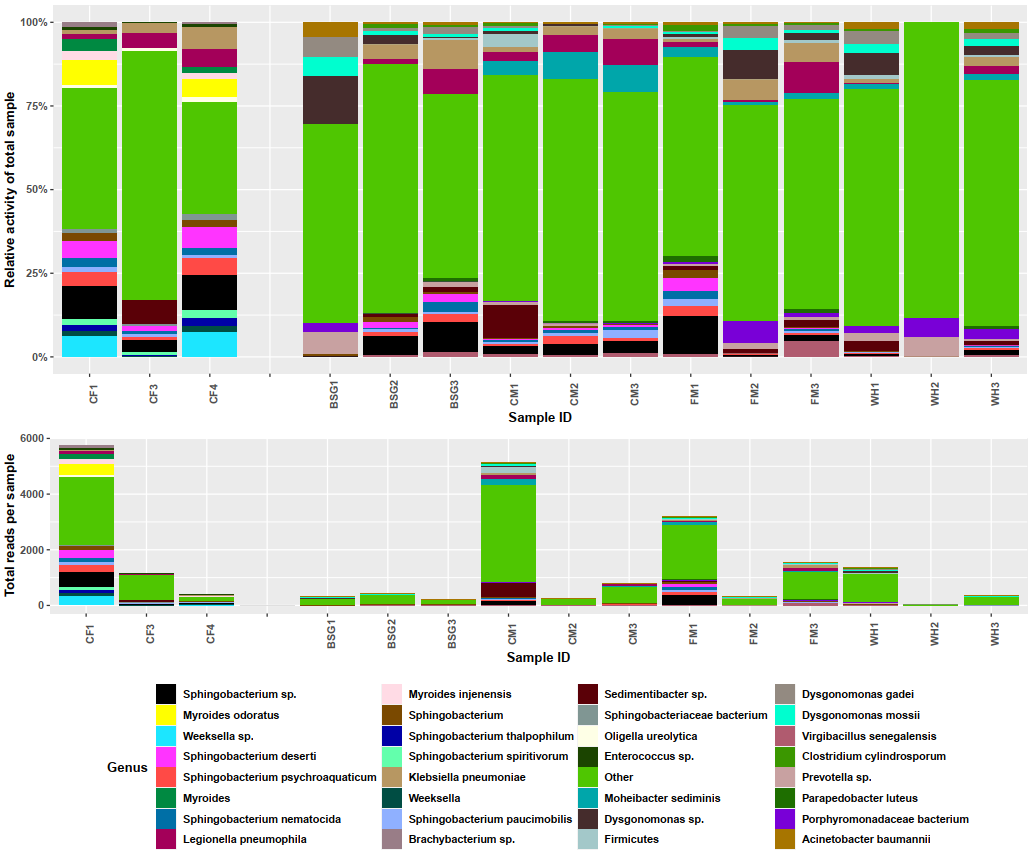 Relative activity of total sample
100%
75%
50%
25%
0%
CF1 CF3 CF4 BSG1 BSG2 BSG3 CM1 CM2 CM3 FM1 FM2 FM3 WH1 WH2 WH3
Sample ID
Total reads per sample
6000
4000
2000
0
CF1 CF3 CF4 BSG1 BSG2 BSG3 CM1 CM2 CM3 FM1 FM2 FM3 WH1 WH2 WH3
Sample ID
Genus
Sphingobacterium sp.
Myroides odoratus
Weeksella sp.
Sphingobacterium deserti
Sphingobacterium psychroaquaticum
Myroides
Sphingobacterium nematocida
Legionella pneumophila
Myroides injenensis
Sphingobacterium
Sphingobacterium thalpophilum
Sphingobacterium spiritivorum
Klebsiella pneumoniae
Weeksella
Sphingobacterium paucimobilis
Brachybacterium sp.
Sedimentibacter sp.
Sphingobacteriaceae bacterium
Oligella ureolytica
Enterococcus sp.
Other
Moheibacter sediminis
Dysgonomonas sp.
Firmicutes
Dysgonomonas gadei
Dysgonomonas mossii
Virgibacillus senegalensis
Clostridium cylindrosporum
Prevotella sp.
Parapedobacter luteus
Porphyromonadaceae bacterium
Acinetobacter baumannii